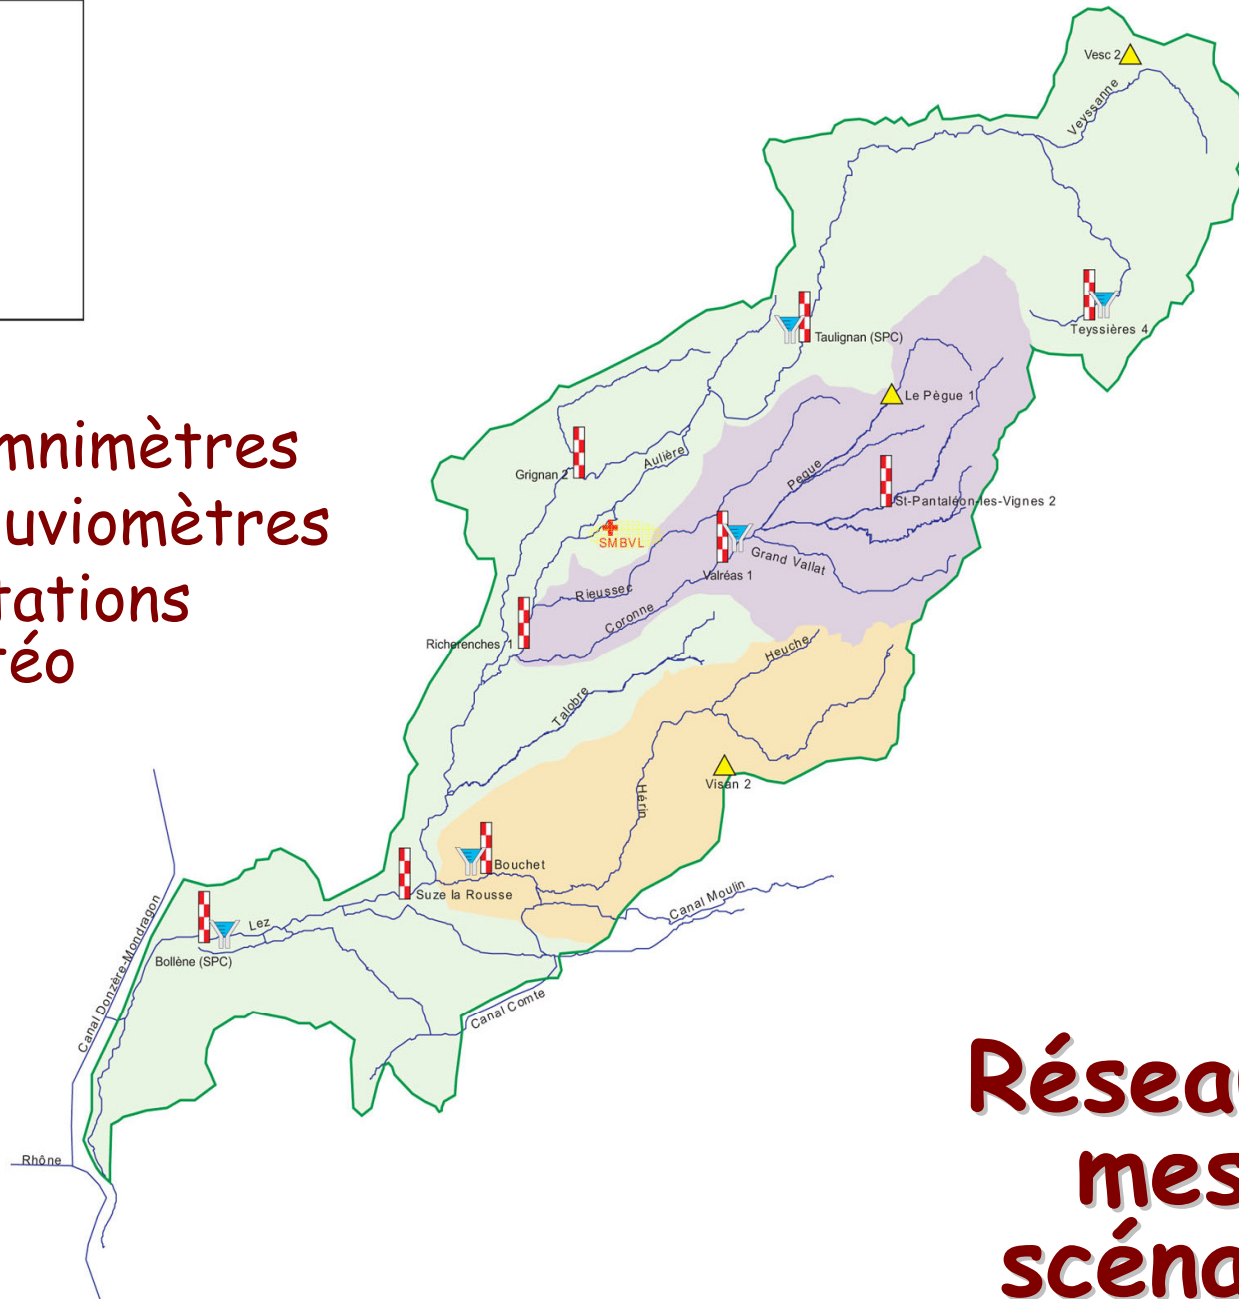 Vesc 2
Veyssanne
Teyssières 4
Taulignan (SPC)
Le Pègue 1
Grignan 2
Aulière
Pegue
St-Pantaléon-les-Vignes 2
SMBVL
Valréas 1
Grand Vallat
Rieussec
Coronne
Richerenches 1
Heuche
Talobre
Visan 2
Hérin
Bouchet
Suze la Rousse
Canal Moulin
Lez
Bollène (SPC)
Canal Donzère-Mondragon
Canal Comte
Rhône
mnimètres
uviomètres
tations
téo
Résea
mes
scéna